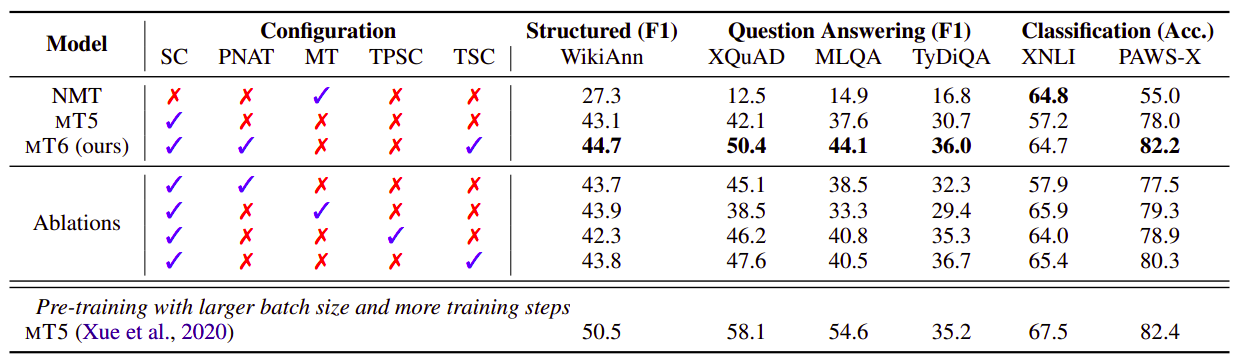 Model Configuration Structured (F1) Question Answering (F1) Classification (Acc.)
SC PNAT MT TPSC TSC WikiAnn XQuAD MLQA TyDiQA XNLI PAWS-X
NMT ✗ ✗ ✓ ✗ ✗ 27.3 12.5 14.9 16.8 64.8 55.0
MT5 ✓ ✗ ✗ ✗ ✗ 43.1 42.1 37.6 30.7 57.2 78.0
MT6 (ours) ✓ ✓ ✗ ✗ ✓ 44.7 50.4 44.1 36.0 64.7 82.2
Ablations
✓ ✓ ✗ ✗ ✗ 43.7 45.1 38.5 32.3 57.9 77.5
✓ ✗ ✓ ✗ ✗ 43.9 38.5 33.3 29.4 65.9 79.3
✓ ✗ ✗ ✓ ✗ 42.3 46.2 40.8 35.3 64.0 78.9
✓ ✗ ✗ ✗ ✓ 43.8 47.6 40.5 36.7 65.4 80.3
Pre-training with larger batch size and more training steps
MT5 (Xue et al., 2020) 50.5 58.1 54.6 35.2 67.5 82.4